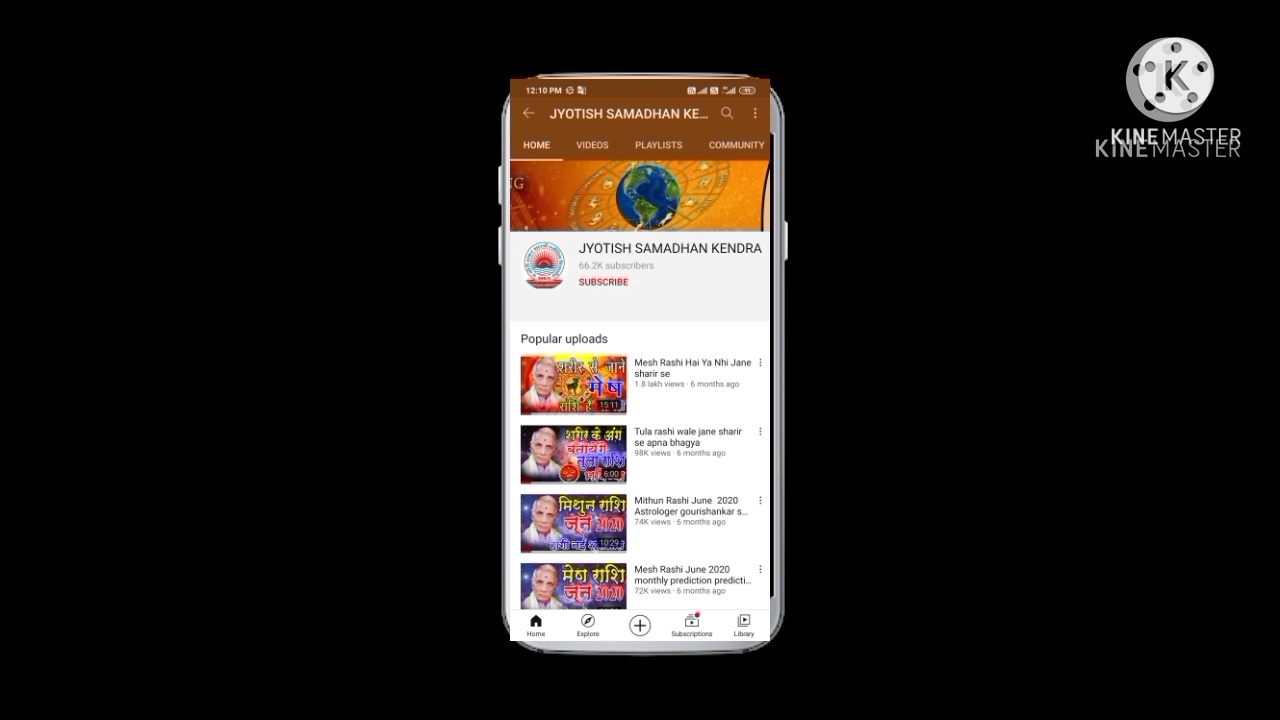 KINEMASTER
KINEMASTER
12:10 PM
JYOTISH SAMADHAN KE...
HOME VIDEOS PLAYLISTS COMMUNITY
NG
JYOTISH SAMADHAN KENDRA
66.2K subscribers
SUBSCRIBE
Popular uploads
शरीर से जाने
मेष
राशि है
15:11
Mesh Rashi Hai Ya Nhi Jane
sharir se
1.8 lakh views · 6 months ago
शरीर के अंग
बतायेंगे
तुला राशि
6:00
Tula rashi wale jane sharir
se apna bhagya
98K views · 6 months ago
मिथुन राशि
जून 2020
10:29
Mithun Rashi June 2020
Astrologer gourishankar s...
74K views · 6 months ago
मेष राशि
जून 2020
Mesh Rashi June 2020
monthly prediction predicti...
72K views · 6 months ago
Home Explore Subscriptions Library